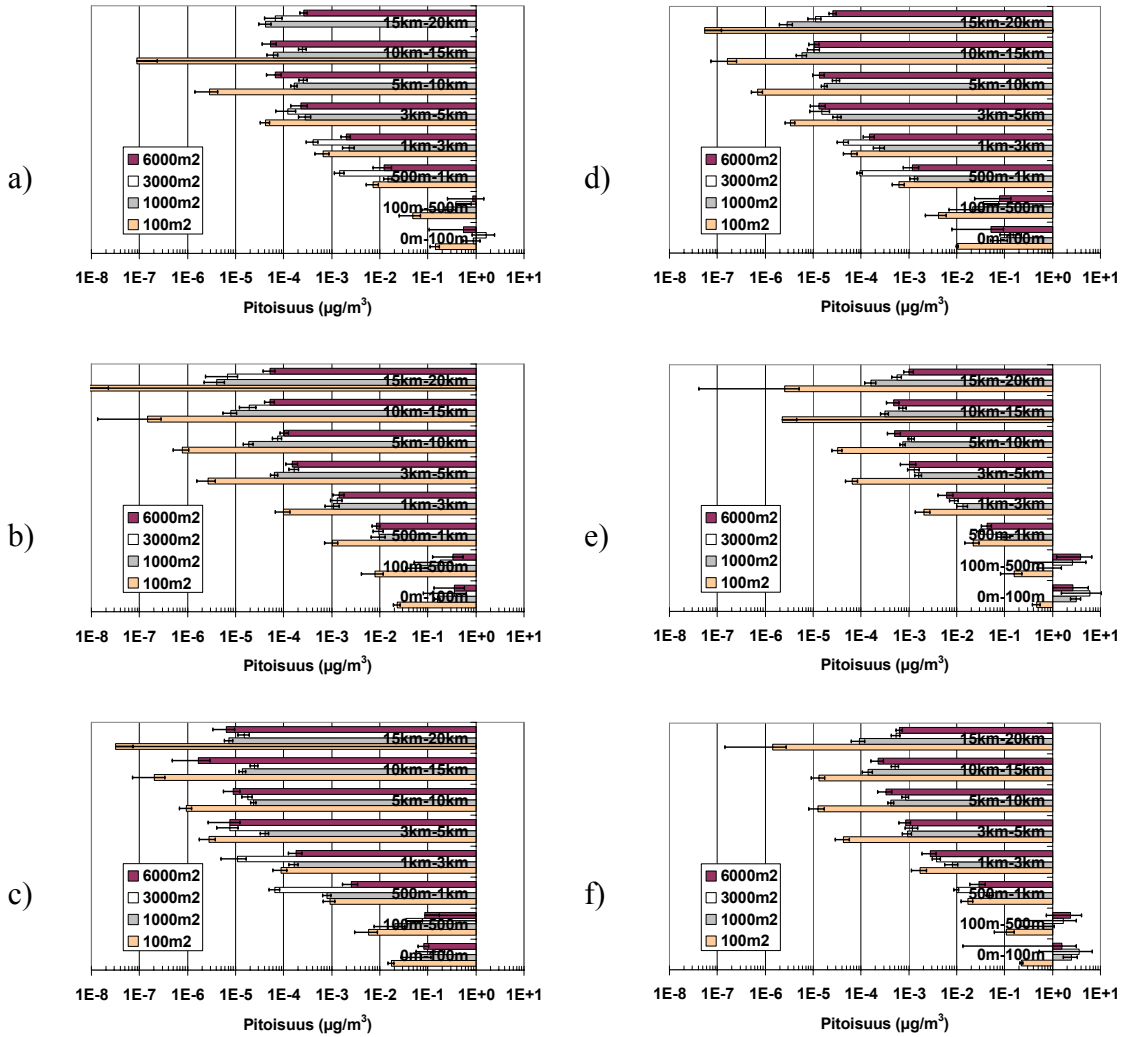 a)
15km-20km
10km-15km
5km-10km
3km-5km
1km-3km
500m-1km
100m-500m
0m-100m
6000m2
3000m2
1000m2
100m2
1E-8 1E-7 1E-6 1E-5 1E-4 1E-3 1E-2 1E-1 1E+0 1E+1
Pitoisuus (µg/m³)
d)
15km-20km
10km-15km
5km-10km
3km-5km
1km-3km
500m-1km
100m-500m
0m-100m
6000m2
3000m2
1000m2
100m2
1E-8 1E-7 1E-6 1E-5 1E-4 1E-3 1E-2 1E-1 1E+0 1E+1
Pitoisuus (µg/m³)
b)
15km-20km
10km-15km
5km-10km
3km-5km
1km-3km
500m-1km
100m-500m
0m-100m
6000m2
3000m2
1000m2
100m2
1E-8 1E-7 1E-6 1E-5 1E-4 1E-3 1E-2 1E-1 1E+0 1E+1
Pitoisuus (µg/m³)
e)
15km-20km
10km-15km
5km-10km
3km-5km
1km-3km
500m-1km
100m-500m
0m-100m
6000m2
3000m2
1000m2
100m2
1E-8 1E-7 1E-6 1E-5 1E-4 1E-3 1E-2 1E-1 1E+0 1E+1
Pitoisuus (µg/m³)
c)
15km-20km
10km-15km
5km-10km
3km-5km
1km-3km
500m-1km
100m-500m
0m-100m
6000m2
3000m2
1000m2
100m2
1E-8 1E-7 1E-6 1E-5 1E-4 1E-3 1E-2 1E-1 1E+0 1E+1
Pitoisuus (µg/m³)
f)
15km-20km
10km-15km
5km-10km
3km-5km
1km-3km
500m-1km
100m-500m
0m-100m
6000m2
3000m2
1000m2
100m2
1E-8 1E-7 1E-6 1E-5 1E-4 1E-3 1E-2 1E-1 1E+0 1E+1
Pitoisuus (µg/m³)